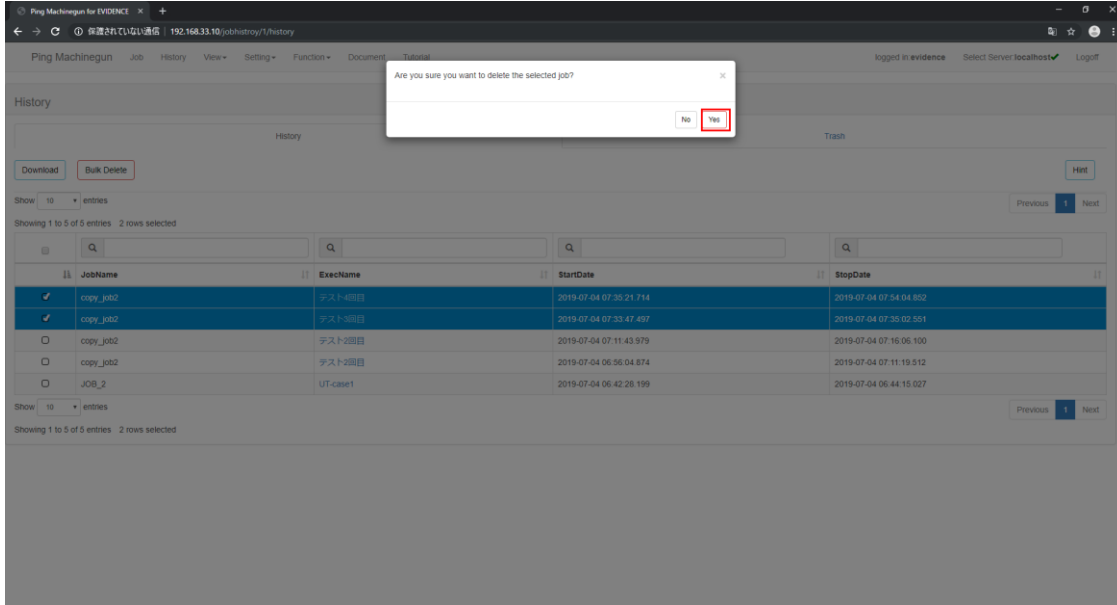 Ping Machinegun for EVIDENCE
保護されていない通信 | 192.168.33.10/jobhistroy/1/history
Ping Machinegun Job History View Setting Function Document Tutorial logged in:evidence Select Server:localhost Logoff
Are you sure you want to delete the selected job? ×
No Yes
History
History Trash
Download Bulk Delete Hint
Show 10 entries Previous 1 Next
Showing 1 to 5 of 5 entries 2 rows selected
JobName ExecName StartDate StopDate
copy_job2 テスト4回目 2019-07-04 07:35:21.714 2019-07-04 07:54:04.852
copy_job2 テスト3回目 2019-07-04 07:33:47.497 2019-07-04 07:35:02.551
copy_job2 テスト2回目 2019-07-04 07:11:43.979 2019-07-04 07:16:06.100
copy_job2 テスト2回目 2019-07-04 06:56:04.874 2019-07-04 07:11:19.512
JOB_2 UT-case1 2019-07-04 06:42:28.199 2019-07-04 06:44:15.027
Show 10 entries Previous 1 Next
Showing 1 to 5 of 5 entries 2 rows selected